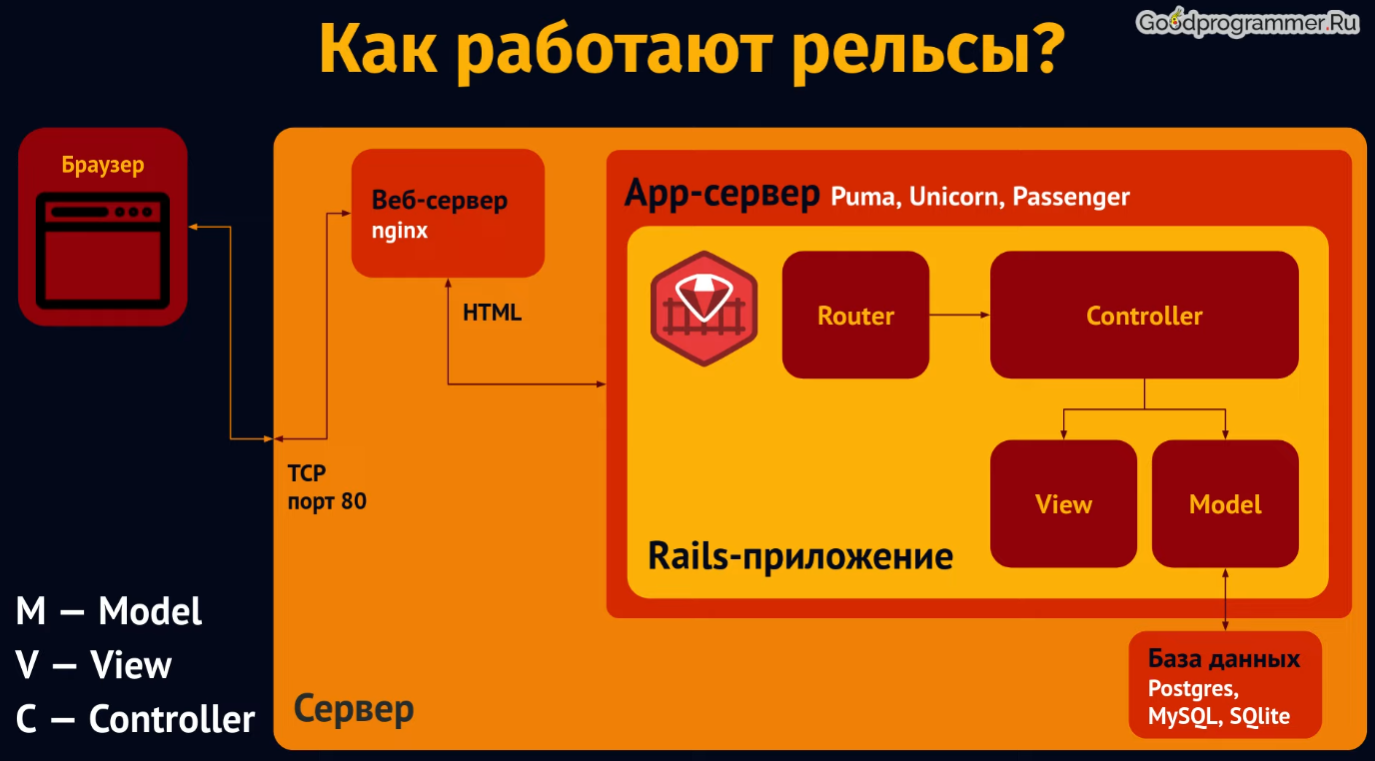 Goodprogrammer.Ru
Как работают рельсы?
Браузер
Веб-сервер
nginx
HTML
TCP
порт 80
App-сервер Puma, Unicorn, Passenger
Router
Controller
View
Model
Rails-приложение
База данных
Postgres,
MySQL, SQlite
Сервер
M — Model
V — View
C — Controller